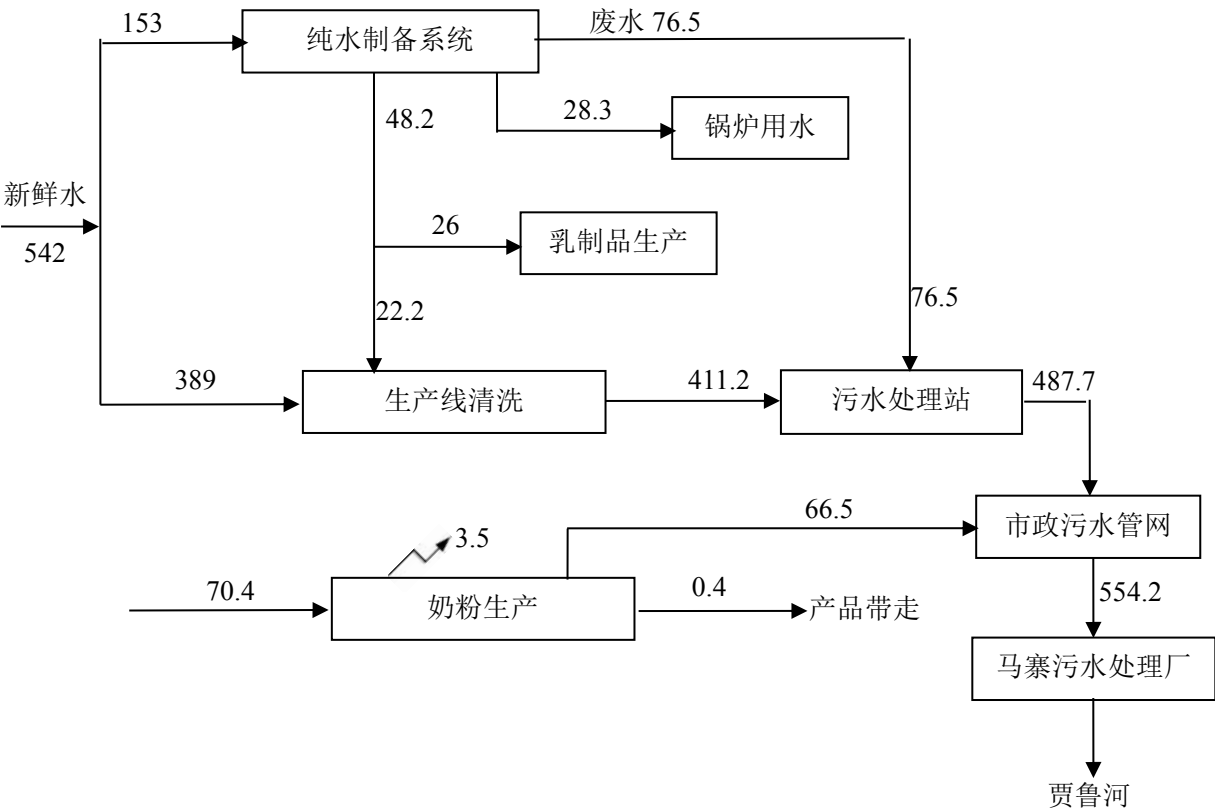 153
纯水制备系统
废水 76.5
48.2
28.3
锅炉用水
新鲜水
542
26
乳制品生产
22.2
76.5
389
生产线清洗
411.2
污水处理站
487.7
66.5
市政污水管网
3.5
70.4
奶粉生产
0.4
产品带走
554.2
马寨污水处理厂
贾鲁河